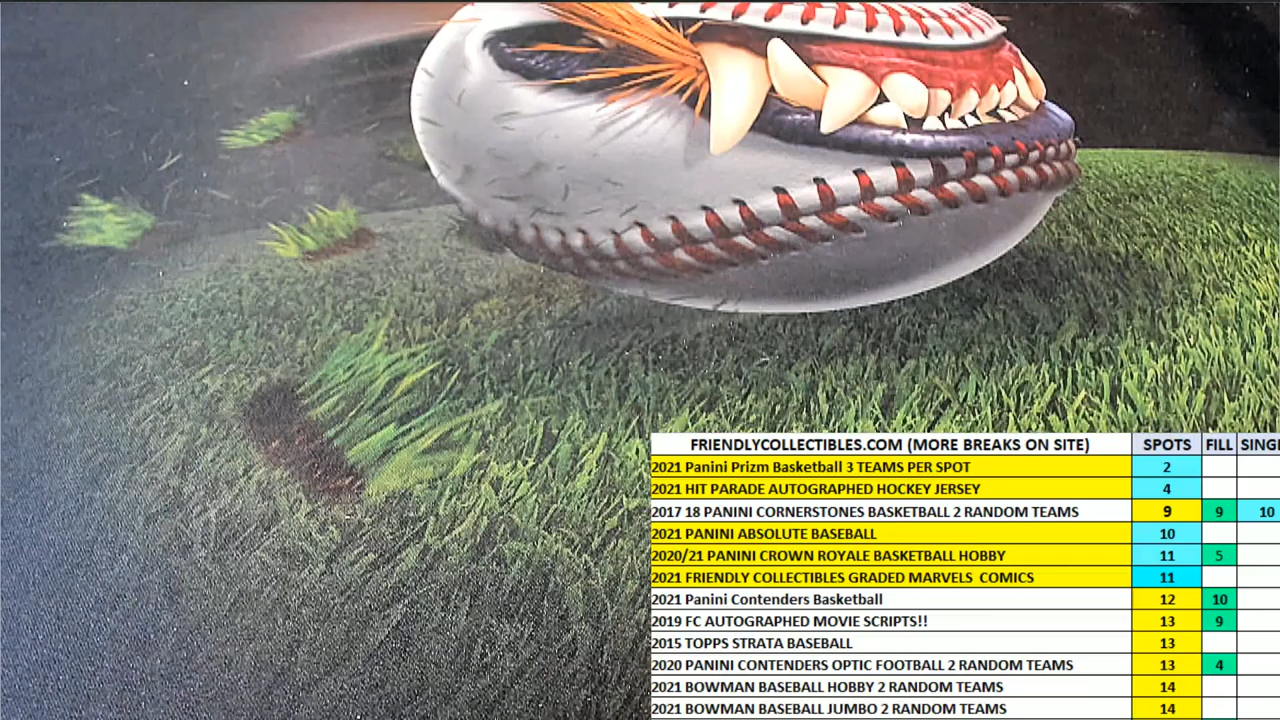 FRIENDLYCOLLECTIBLES.COM (MORE BREAKS ON SITE) SPOTS FILL SINGL
2021 Panini Prizm Basketball 3 TEAMS PER SPOT 2
2021 HIT PARADE AUTOGRAPHED HOCKEY JERSEY 4
2017 18 PANINI CORNERSTONES BASKETBALL 2 RANDOM TEAMS 9 9 10
2021 PANINI ABSOLUTE BASEBALL 10
2020/21 PANINI CROWN ROYALE BASKETBALL HOBBY 11 5
2021 FRIENDLY COLLECTIBLES GRADED MARVELS COMICS 11
2021 Panini Contenders Basketball 12 10
2019 FC AUTOGRAPHED MOVIE SCRIPTS!! 13 9
2015 TOPPS STRATA BASEBALL 13
2020 PANINI CONTENDERS OPTIC FOOTBALL 2 RANDOM TEAMS 13 4
2021 BOWMAN BASEBALL HOBBY 2 RANDOM TEAMS 14
2021 BOWMAN BASEBALL JUMBO 2 RANDOM TEAMS 14